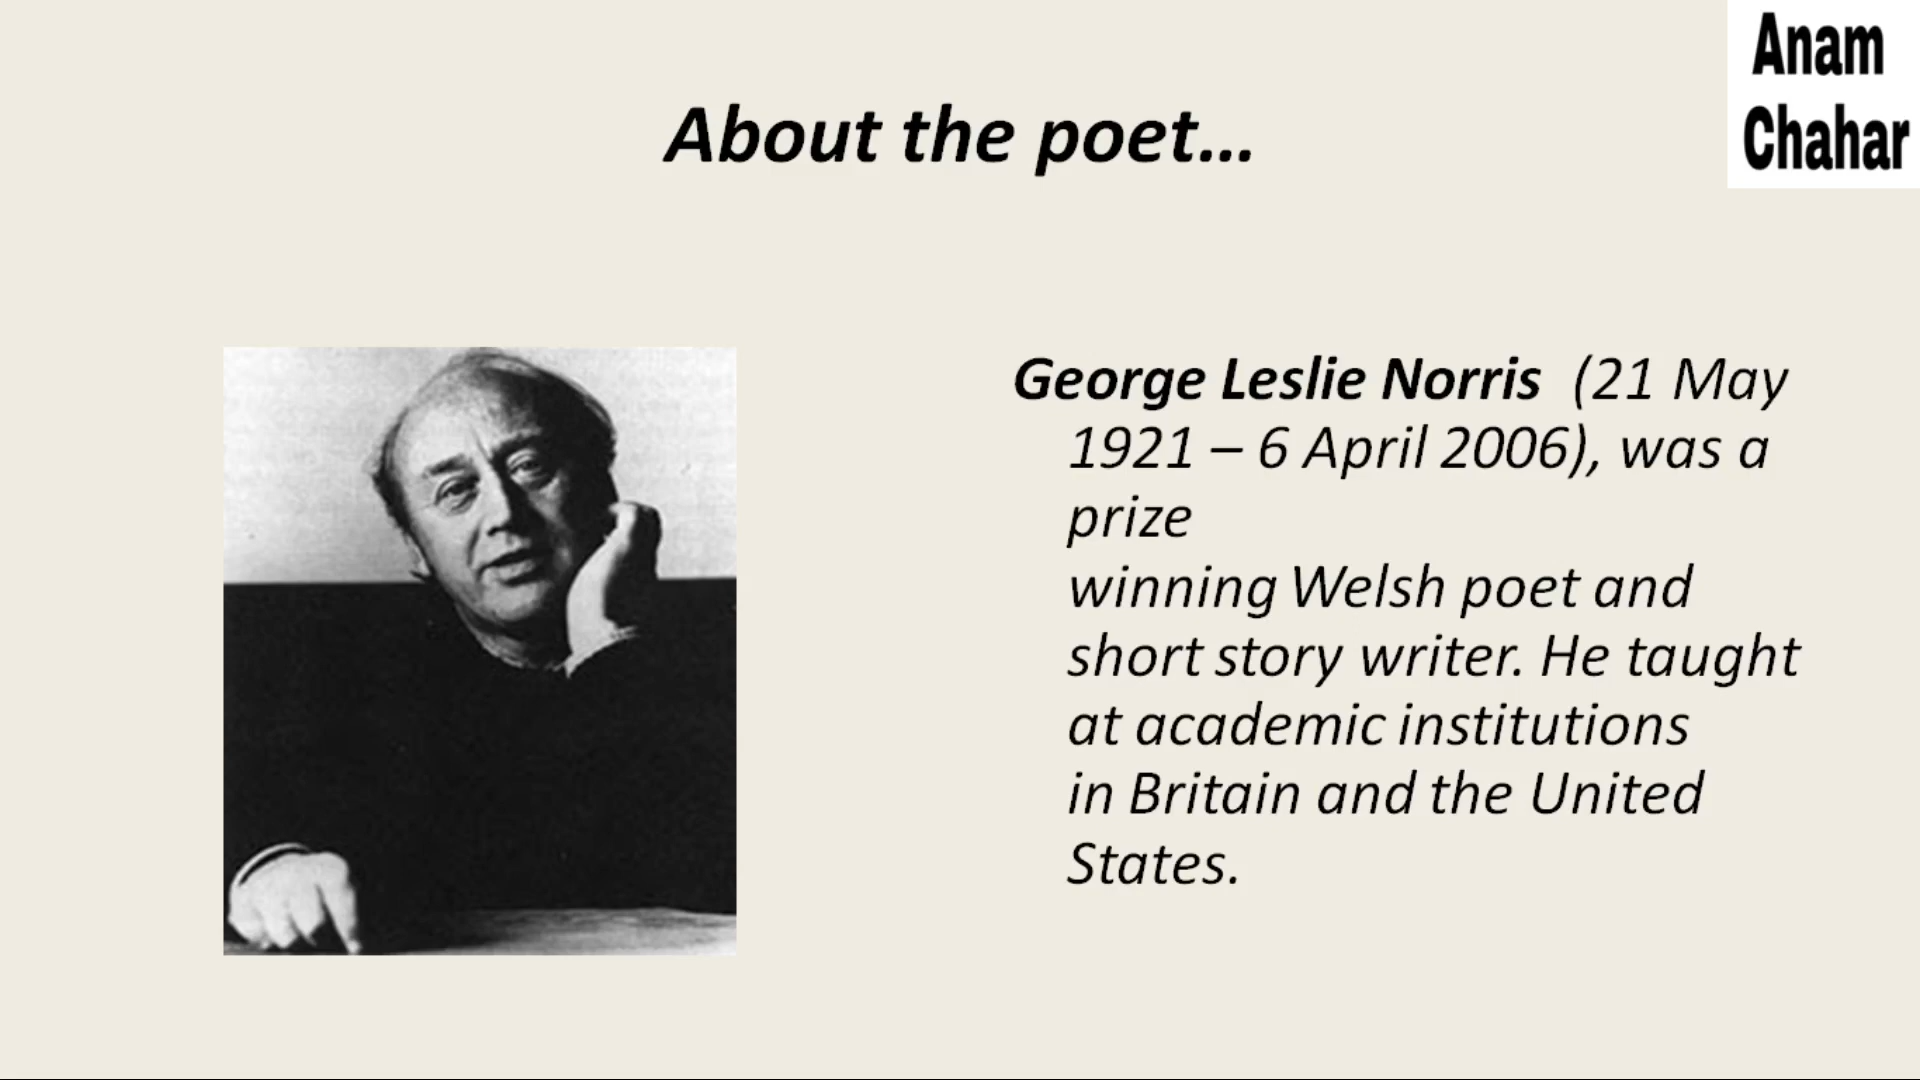 Anam
Chahar
About the poet...
George Leslie Norris (21 May
1921 – 6 April 2006), was a
prize
winning Welsh poet and
short story writer. He taught
at academic institutions
in Britain and the United
States.